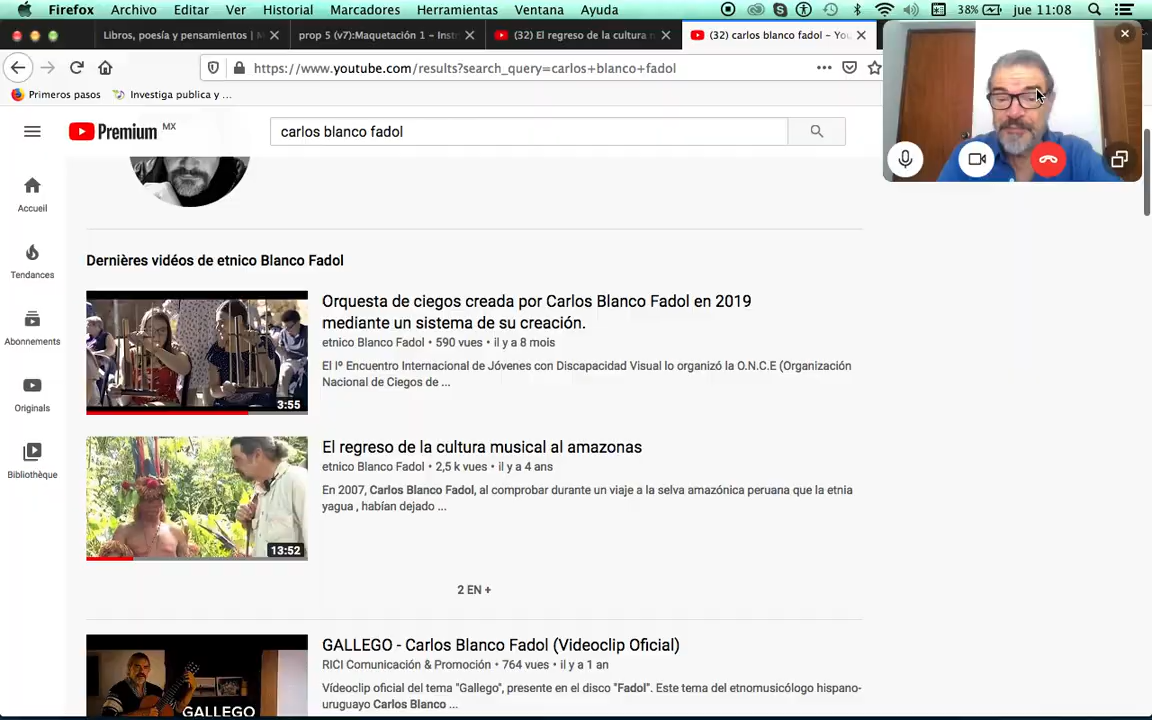 Firefox Archivo Editar Ver Historial Marcadores Herramientas Ventana Ayuda 38% jue 11:08
Libros, poesía y pensamientos | prop 5 (v7):Maquetación 1 – (32) El regreso de la cultura (32) carlos blanco fadol – You
https://www.youtube.com/results?search_query=carlos+blanco+fadol
Primeros pasos Investiga publica y ...
Premium MX
carlos blanco fadol
Accueil
Tendances
Abonnements
Originals
Bibliothèque
Dernières vidéos de etnico Blanco Fadol
Orquesta de ciegos creada por Carlos Blanco Fadol en 2019
mediante un sistema de su creación.
etnico Blanco Fadol • 590 vues • il y a 8 mois
El Iº Encuentro Internacional de Jóvenes con Discapacidad Visual lo organizó la O.N.C.E (Organización
Nacional de Ciegos de ...
3:55
El regreso de la cultura musical al amazonas
etnico Blanco Fadol • 2,5 k vues • il y a 4 ans
En 2007, Carlos Blanco Fadol, al comprobar durante un viaje a la selva amazónica peruana que la etnia
yagua , habían dejado ...
13:52
2 EN +
GALLEGO - Carlos Blanco Fadol (Videoclip Oficial)
RICI Comunicación & Promoción • 764 vues • il y a 1 an
Vídeoclip oficial del tema "Gallego", presente en el disco "Fadol". Este tema del etnomusicólogo hispano-
uruguayo Carlos Blanco ...
GALLEGO